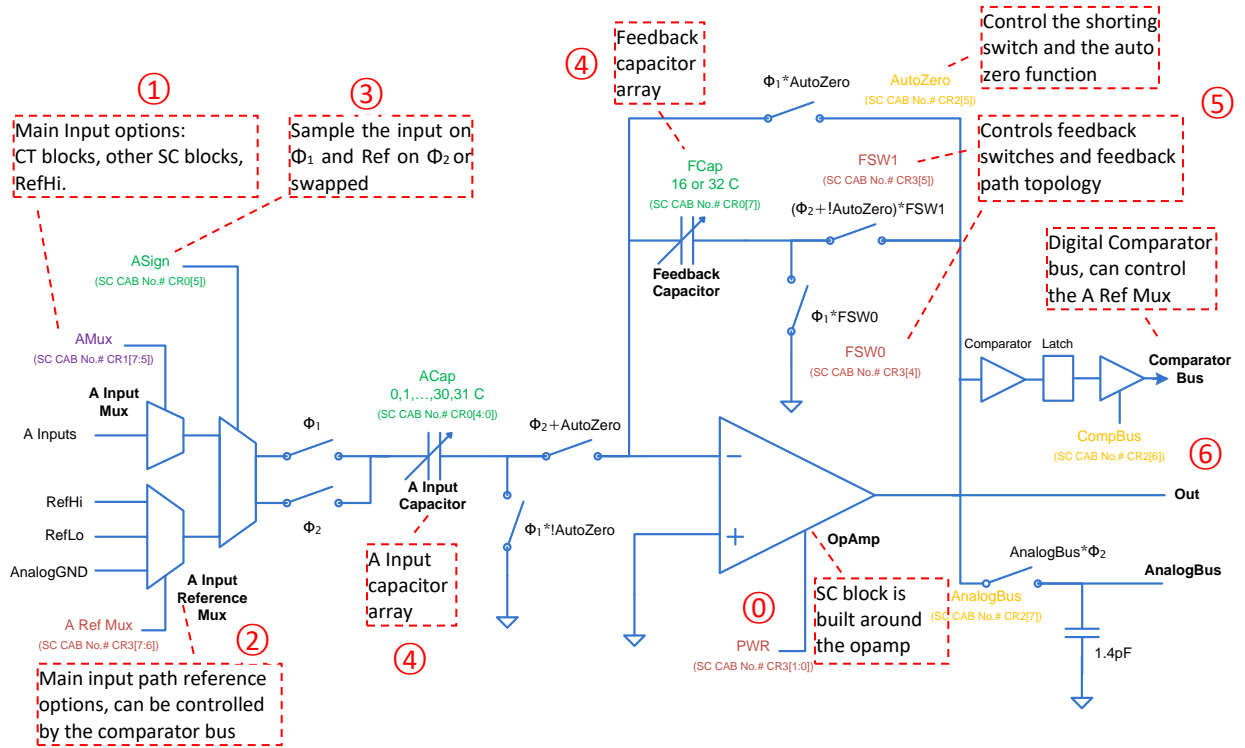 ①
Main Input options:
CT blocks, other SC blocks,
RefHi.
③
Sample the input on
Φ₁ and Ref on Φ₂ or
swapped
④
Feedback
capacitor
array
Control the shorting
switch and the auto
zero function
⑤
Φ₁*AutoZero
AutoZero
(SC CAB No.# CR2[5])
Controls feedback
switches and feedback
path topology
FCap
16 or 32 C
(SC CAB No.# CR0[7])
FSW1
(SC CAB No.# CR3[5])
(Φ₂+!AutoZero)*FSW1
Feedback
Capacitor
Φ₁*FSW0
FSW0
(SC CAB No.# CR3[4])
Digital Comparator
bus, can control
the A Ref Mux
ASign
(SC CAB No.# CR0[5])
AMux
(SC CAB No.# CR1[7:5])
A Input
Mux
A Inputs
RefHi
RefLo
AnalogGND
A Input
Reference
Mux
A Ref Mux
(SC CAB No.# CR3[7:6])
②
Main input path reference
options, can be controlled
by the comparator bus
Φ₁
Φ₂
ACap
0,1,…,30,31 C
(SC CAB No.# CR0[4:0])
A Input
Capacitor
A Input
capacitor
array
④
Φ₂+AutoZero
Φ₁*!AutoZero
−
+
OpAmp
⓪
PWR
(SC CAB No.# CR3[1:0])
SC block is
built around
the opamp
Comparator
Latch
Comparator
Bus
CompBus
(SC CAB No.# CR2[6])
⑥
Out
AnalogBus*Φ₂
AnalogBus
AnalogBus
(SC CAB No.# CR2[7])
1.4pF